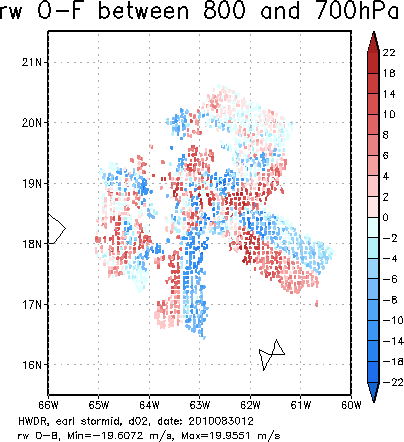 rw O-F between 800 and 700hPa
21N
20N
19N
18N
17N
16N
66W 65W 64W 63W 62W 61W 60W
22
18
14
10
8
6
4
2
0
-2
-4
-6
-8
-10
-14
-18
-22
HWDR, earl stormid, d02, date: 2010083012
rw O-B, Min=-19.6072 m/s, Max=19.9551 m/s